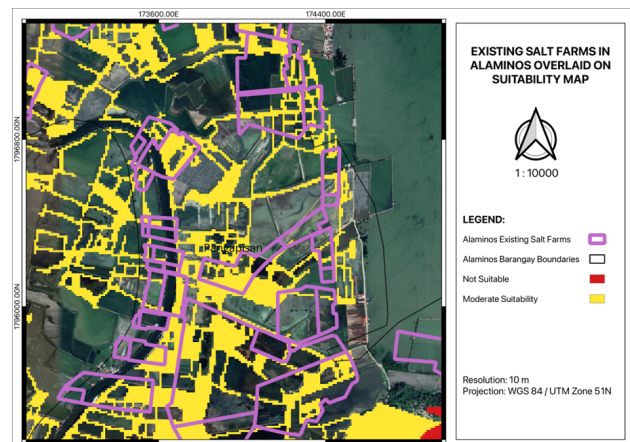 173600.00E 174400.00E
1796800.00N
1796000.00N
Pangapisan
EXISTING SALT FARMS IN
ALAMINOS OVERLAID ON
SUITABILITY MAP
1 : 10000
LEGEND:
Alaminos Existing Salt Farms
Alaminos Barangay Boundaries
Not Suitable
Moderate Suitability
Resolution: 10 m
Projection: WGS 84 / UTM Zone 51N